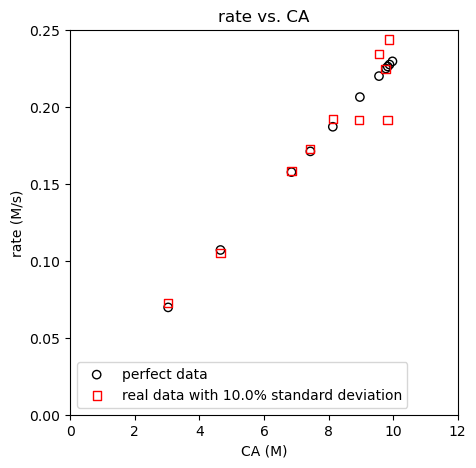 rate vs. CA
0.25
0.20
0.15
0.10
0.05
0.00
rate (M/s)
perfect data
real data with 10.0% standard deviation
0 2 4 6 8 10 12
CA (M)